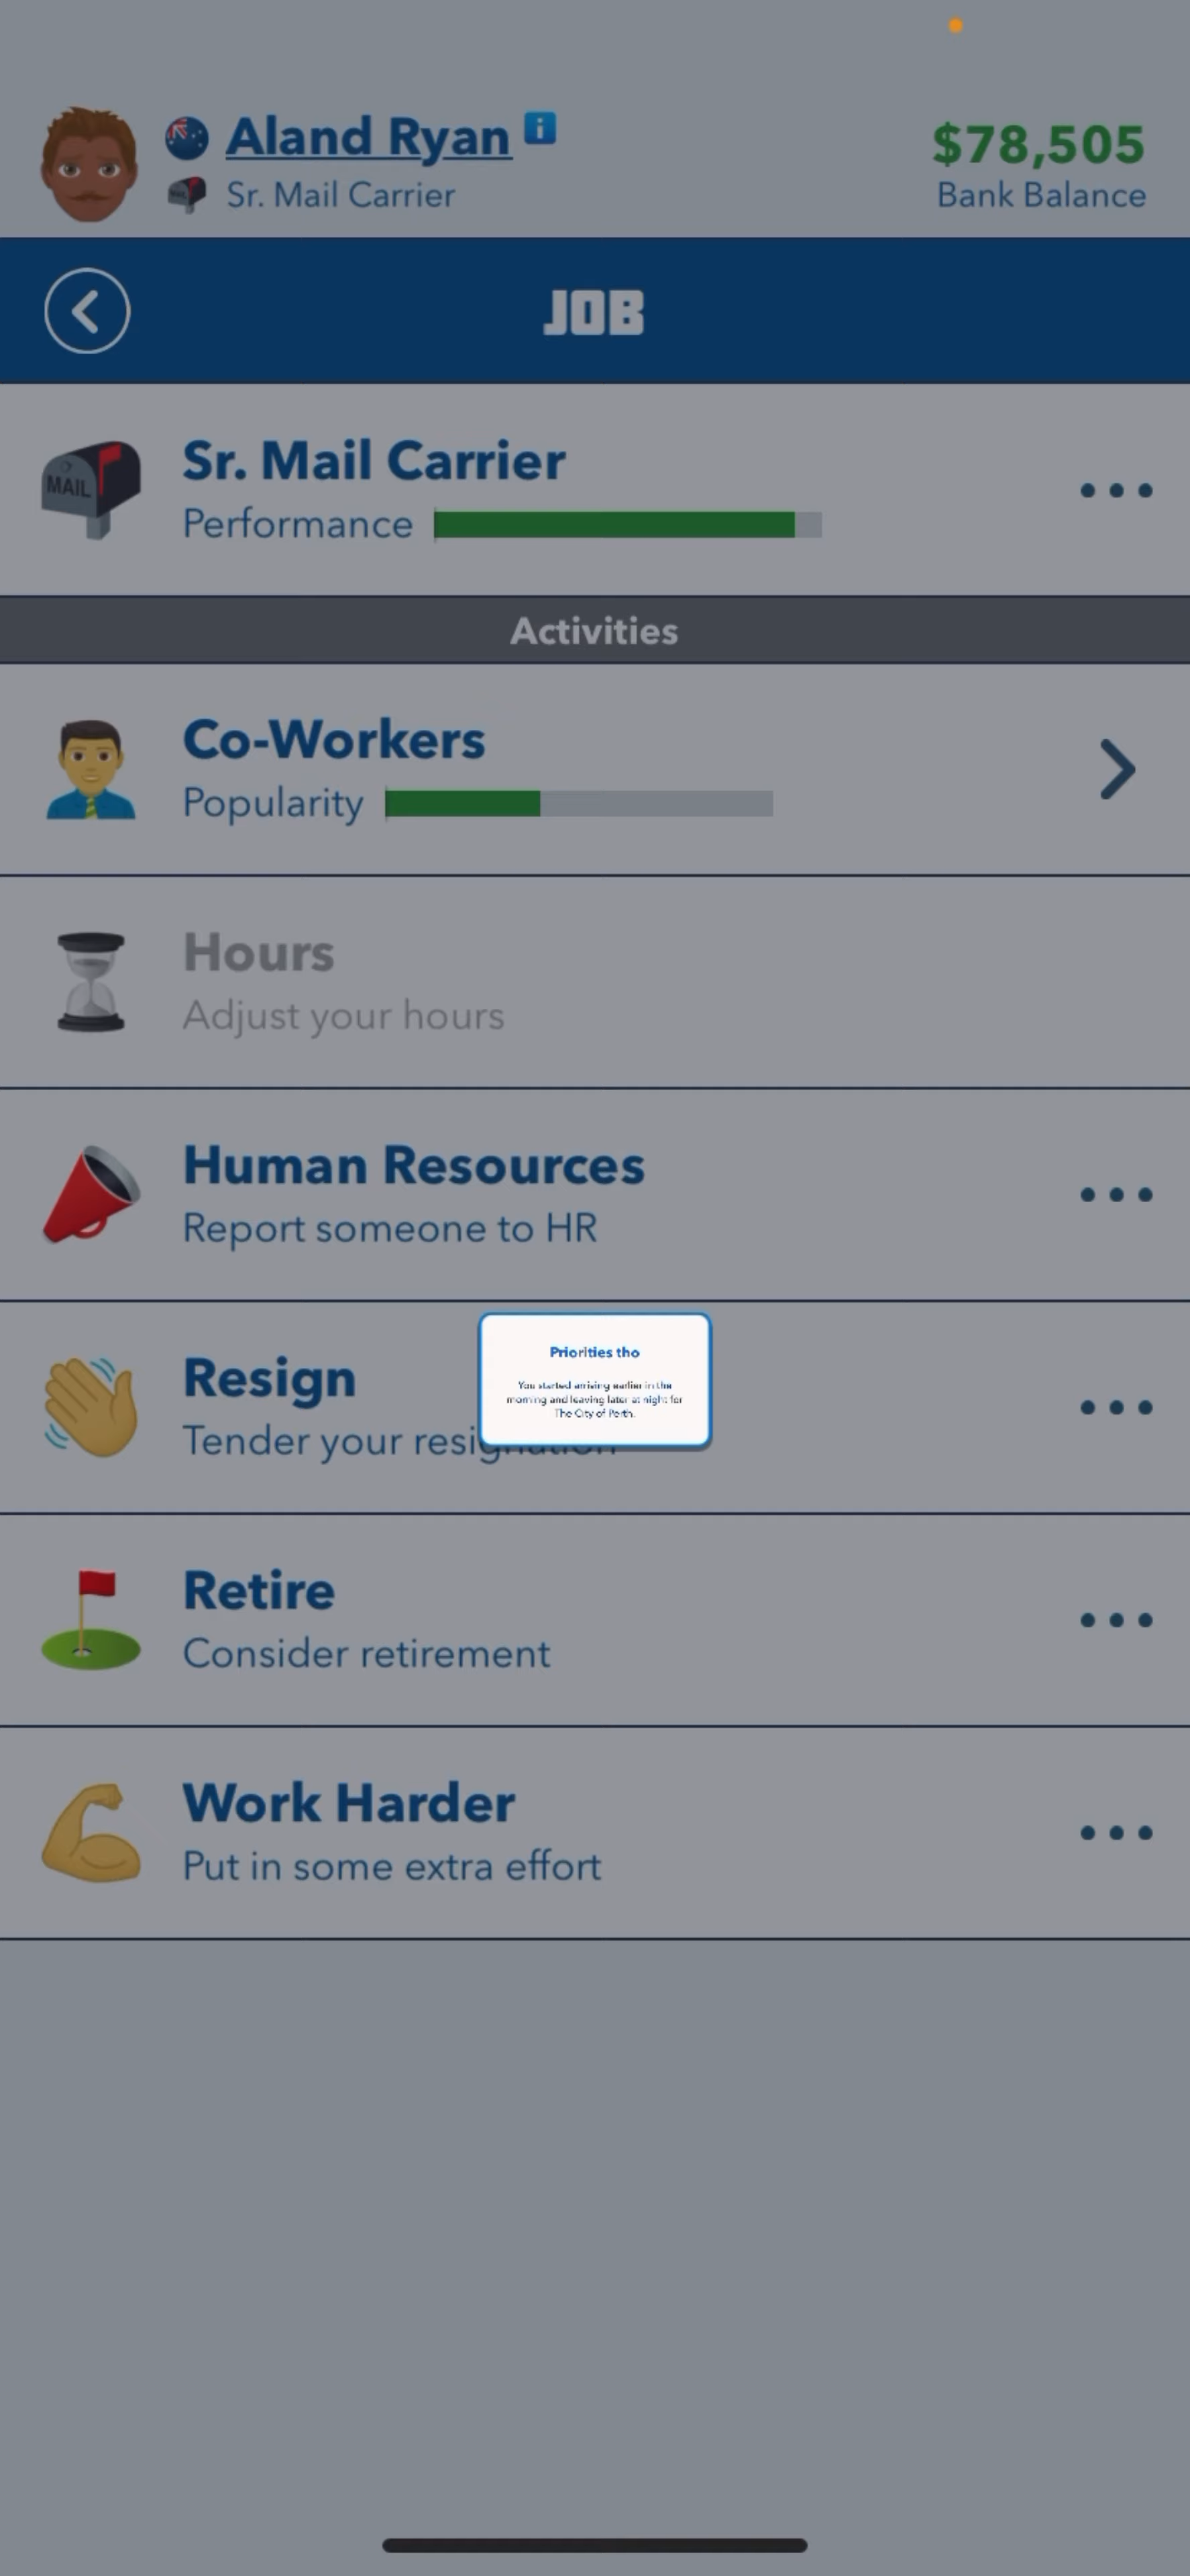 Aland Ryan
Sr. Mail Carrier
$78,505
Bank Balance
JOB
Sr. Mail Carrier
MAIL
Performance
Activities
Co-Workers
Popularity
Hours
Adjust your hours
Human Resources
Report someone to HR
Priorities tho
You started arriving earlier in the
morning and leaving later at night for
The City of Perth.
Resign
Tender your
Retire
Consider retirement
Work Harder
Put in some extra effort